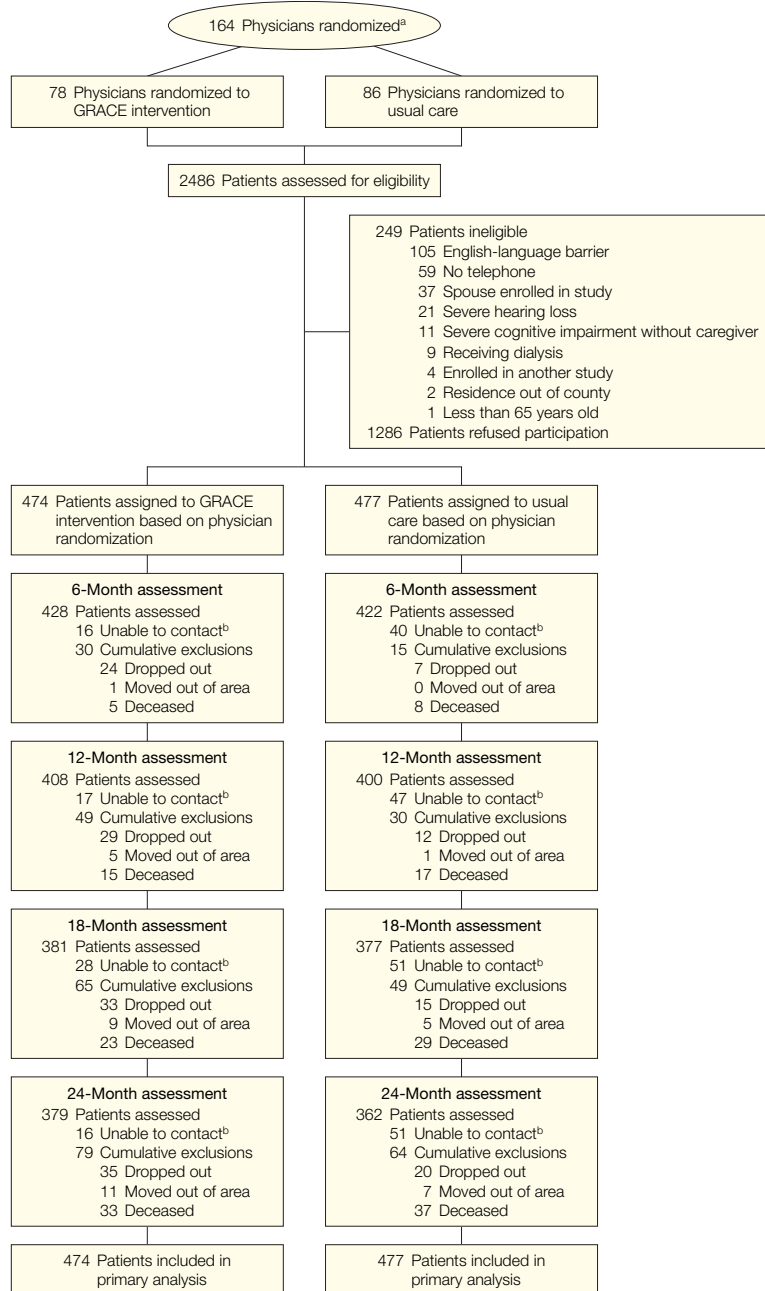 164 Physicians randomizedᵃ
78 Physicians randomized to
GRACE intervention
86 Physicians randomized to
usual care
2486 Patients assessed for eligibility
249 Patients ineligible
105 English-language barrier
59 No telephone
37 Spouse enrolled in study
21 Severe hearing loss
11 Severe cognitive impairment without caregiver
9 Receiving dialysis
4 Enrolled in another study
2 Residence out of county
1 Less than 65 years old
1286 Patients refused participation
474 Patients assigned to GRACE
intervention based on physician
randomization
477 Patients assigned to usual
care based on physician
randomization
6-Month assessment
428 Patients assessed
16 Unable to contactᵇ
30 Cumulative exclusions
24 Dropped out
1 Moved out of area
5 Deceased
6-Month assessment
422 Patients assessed
40 Unable to contactᵇ
15 Cumulative exclusions
7 Dropped out
0 Moved out of area
8 Deceased
12-Month assessment
408 Patients assessed
17 Unable to contactᵇ
49 Cumulative exclusions
29 Dropped out
5 Moved out of area
15 Deceased
12-Month assessment
400 Patients assessed
47 Unable to contactᵇ
30 Cumulative exclusions
12 Dropped out
1 Moved out of area
17 Deceased
18-Month assessment
381 Patients assessed
28 Unable to contactᵇ
65 Cumulative exclusions
33 Dropped out
9 Moved out of area
23 Deceased
18-Month assessment
377 Patients assessed
51 Unable to contactᵇ
49 Cumulative exclusions
15 Dropped out
5 Moved out of area
29 Deceased
24-Month assessment
379 Patients assessed
16 Unable to contactᵇ
79 Cumulative exclusions
35 Dropped out
11 Moved out of area
33 Deceased
24-Month assessment
362 Patients assessed
51 Unable to contactᵇ
64 Cumulative exclusions
20 Dropped out
7 Moved out of area
37 Deceased
474 Patients included in
primary analysis
477 Patients included in
primary analysis